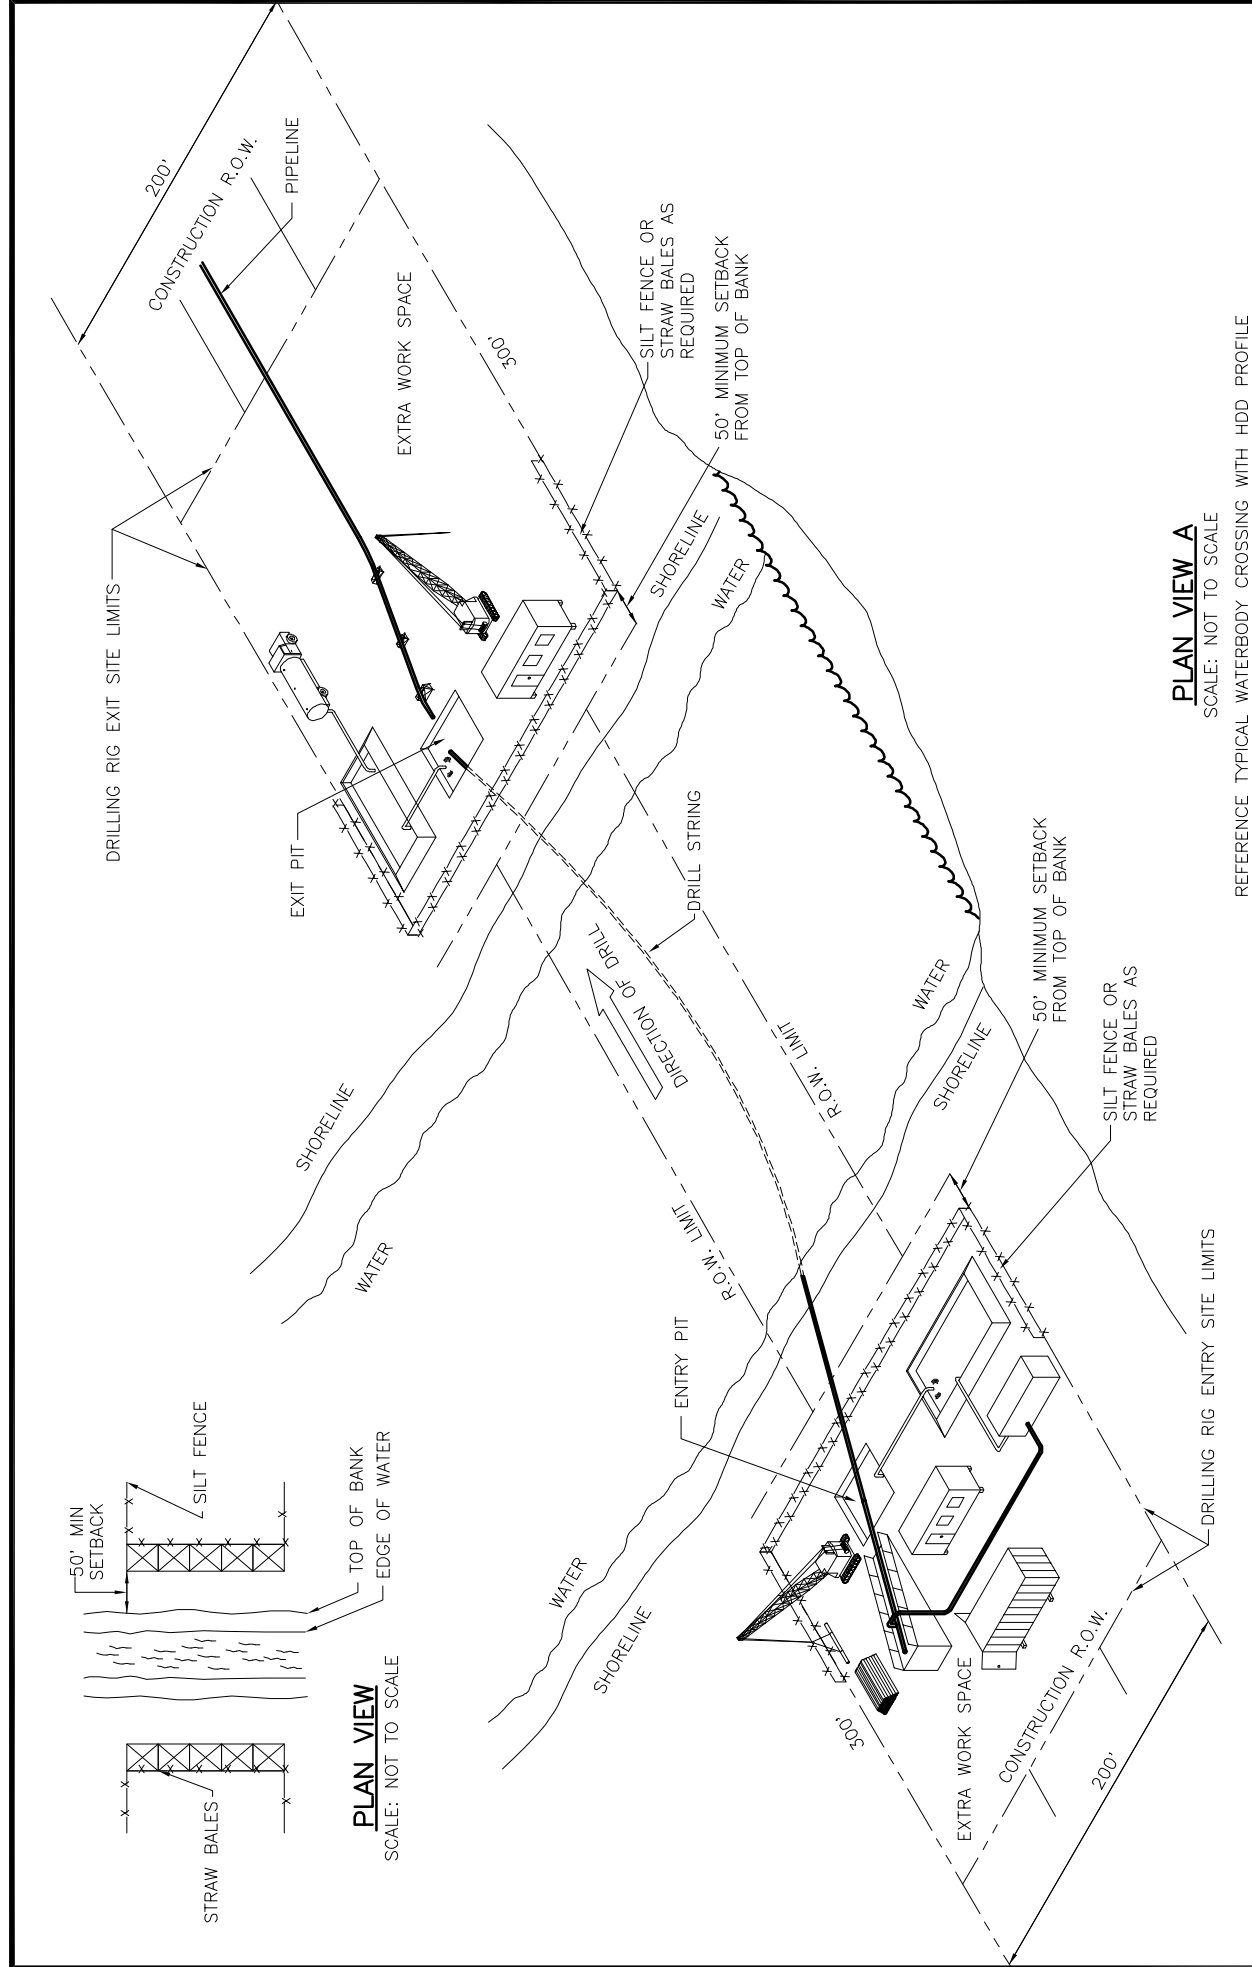 50' MIN
SETBACK
SILT FENCE
TOP OF BANK
EDGE OF WATER
STRAW BALES
PLAN VIEW
SCALE: NOT TO SCALE
DRILLING RIG EXIT SITE LIMITS
200'
CONSTRUCTION R.O.W.
PIPELINE
EXIT PIT
EXTRA WORK SPACE
300'
SILT FENCE OR
STRAW BALES AS
REQUIRED
50' MINIMUM SETBACK
FROM TOP OF BANK
SHORELINE
WATER
SHORELINE
WATER
DIRECTION OF DRILL
DRILL STRING
R.O.W. LIMIT
R.O.W. LIMIT
ENTRY PIT
WATER
SHORELINE
WATER
SHORELINE
50' MINIMUM SETBACK
FROM TOP OF BANK
SILT FENCE OR
STRAW BALES AS
REQUIRED
300'
EXTRA WORK SPACE
CONSTRUCTION R.O.W.
200'
DRILLING RIG ENTRY SITE LIMITS
PLAN VIEW A
SCALE: NOT TO SCALE
REFERENCE TYPICAL WATERBODY CROSSING WITH HDD PROFILE